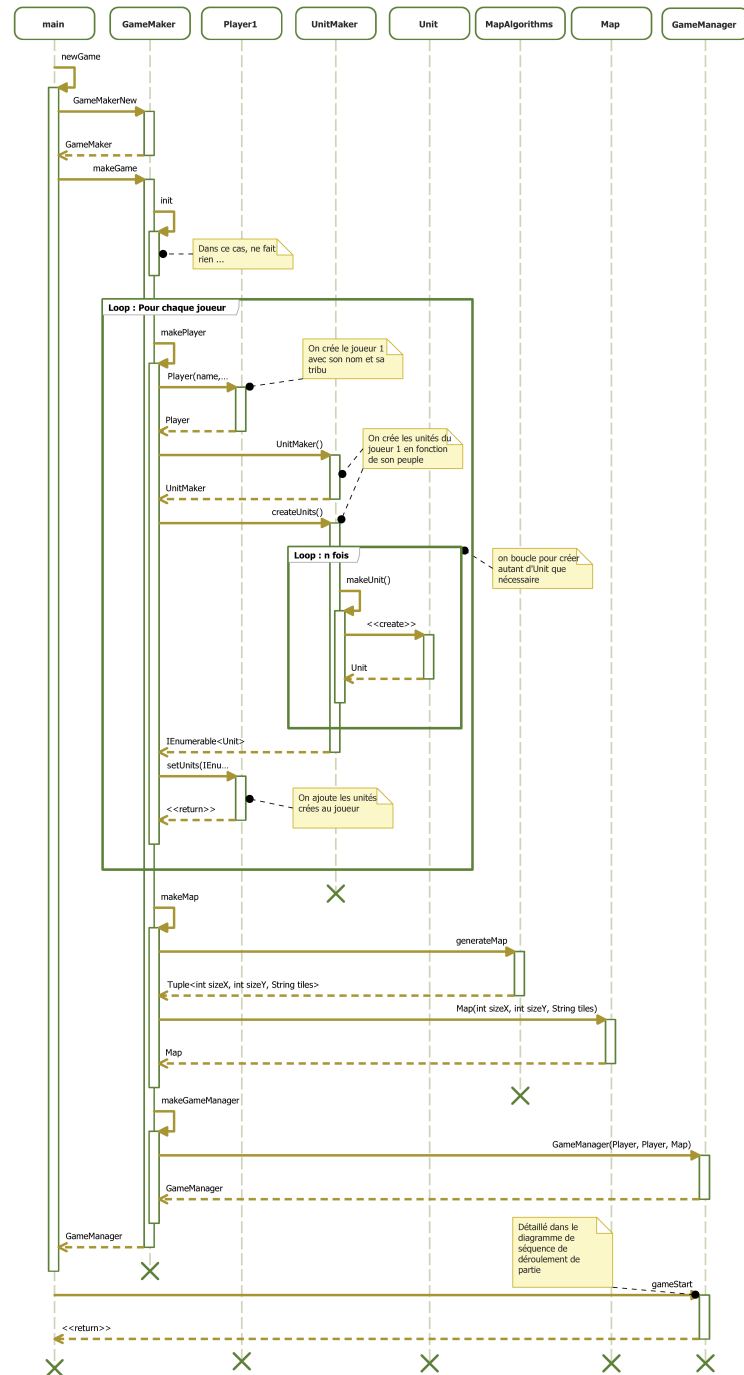 main
GameMaker
Player1
UnitMaker
Unit
MapAlgorithms
Map
GameManager
newGame
GameMakerNew
GameMaker
makeGame
init
Dans ce cas, ne fait
rien ...
Loop : Pour chaque joueur
makePlayer
On crée le joueur 1
avec son nom et sa
tribu
Player(name,...
Player
UnitMaker()
On crée les unités du
joueur 1 en fonction
de son peuple
UnitMaker
createUnits()
Loop : n fois
on boucle pour créer
autant d'Unit que
nécessaire
makeUnit()
<<create>>
Unit
IEnumerable<Unit>
setUnits(IEnu...
On ajoute les unités
crées au joueur
<<return>>
makeMap
generateMap
Tuple<int sizeX, int sizeY, String tiles>
Map(int sizeX, int sizeY, String tiles)
Map
makeGameManager
GameManager(Player, Player, Map)
GameManager
Détaillé dans le
diagramme de
séquence de
déroulement de
partie
GameManager
gameStart
<<return>>